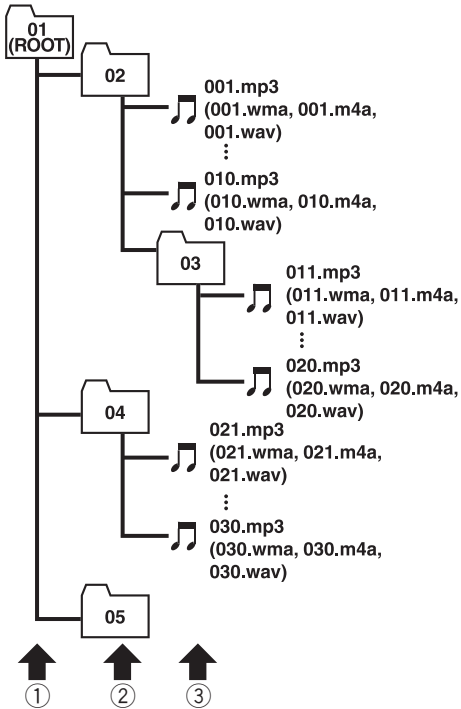 01
(ROOT)
02
001.mp3
(001.wma, 001.m4a,
001.wav)
010.mp3
(010.wma, 010.m4a,
010.wav)
03
011.mp3
(011.wma, 011.m4a,
011.wav)
020.mp3
(020.wma, 020.m4a,
020.wav)
04
021.mp3
(021.wma, 021.m4a,
021.wav)
030.mp3
(030.wma, 030.m4a,
030.wav)
05
① ② ③